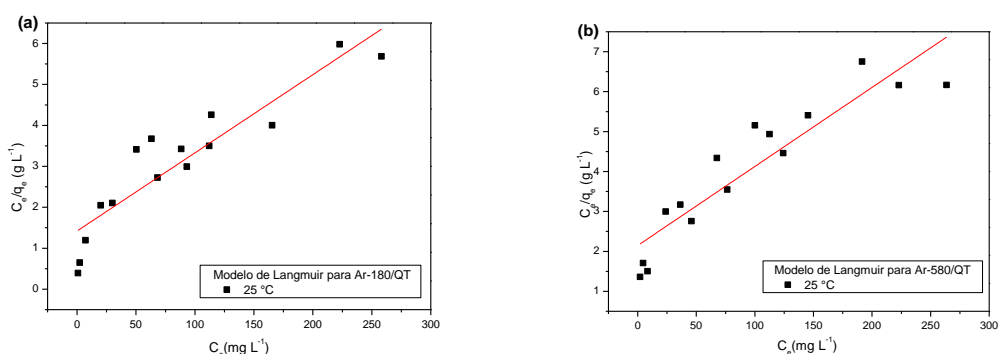 (a)
6
5
4
3
2
1
0
C_e/q_e (g L⁻¹)
Modelo de Langmuir para Ar-180/QT
25 °C
0 50 100 150 200 250 300
C_e(mg L⁻¹)
(b)
7
6
5
4
3
2
1
C_e/q_e (g L⁻¹)
Modelo de Langmuir para Ar-580/QT
25 °C
0 50 100 150 200 250 300
C_e(mg L⁻¹)